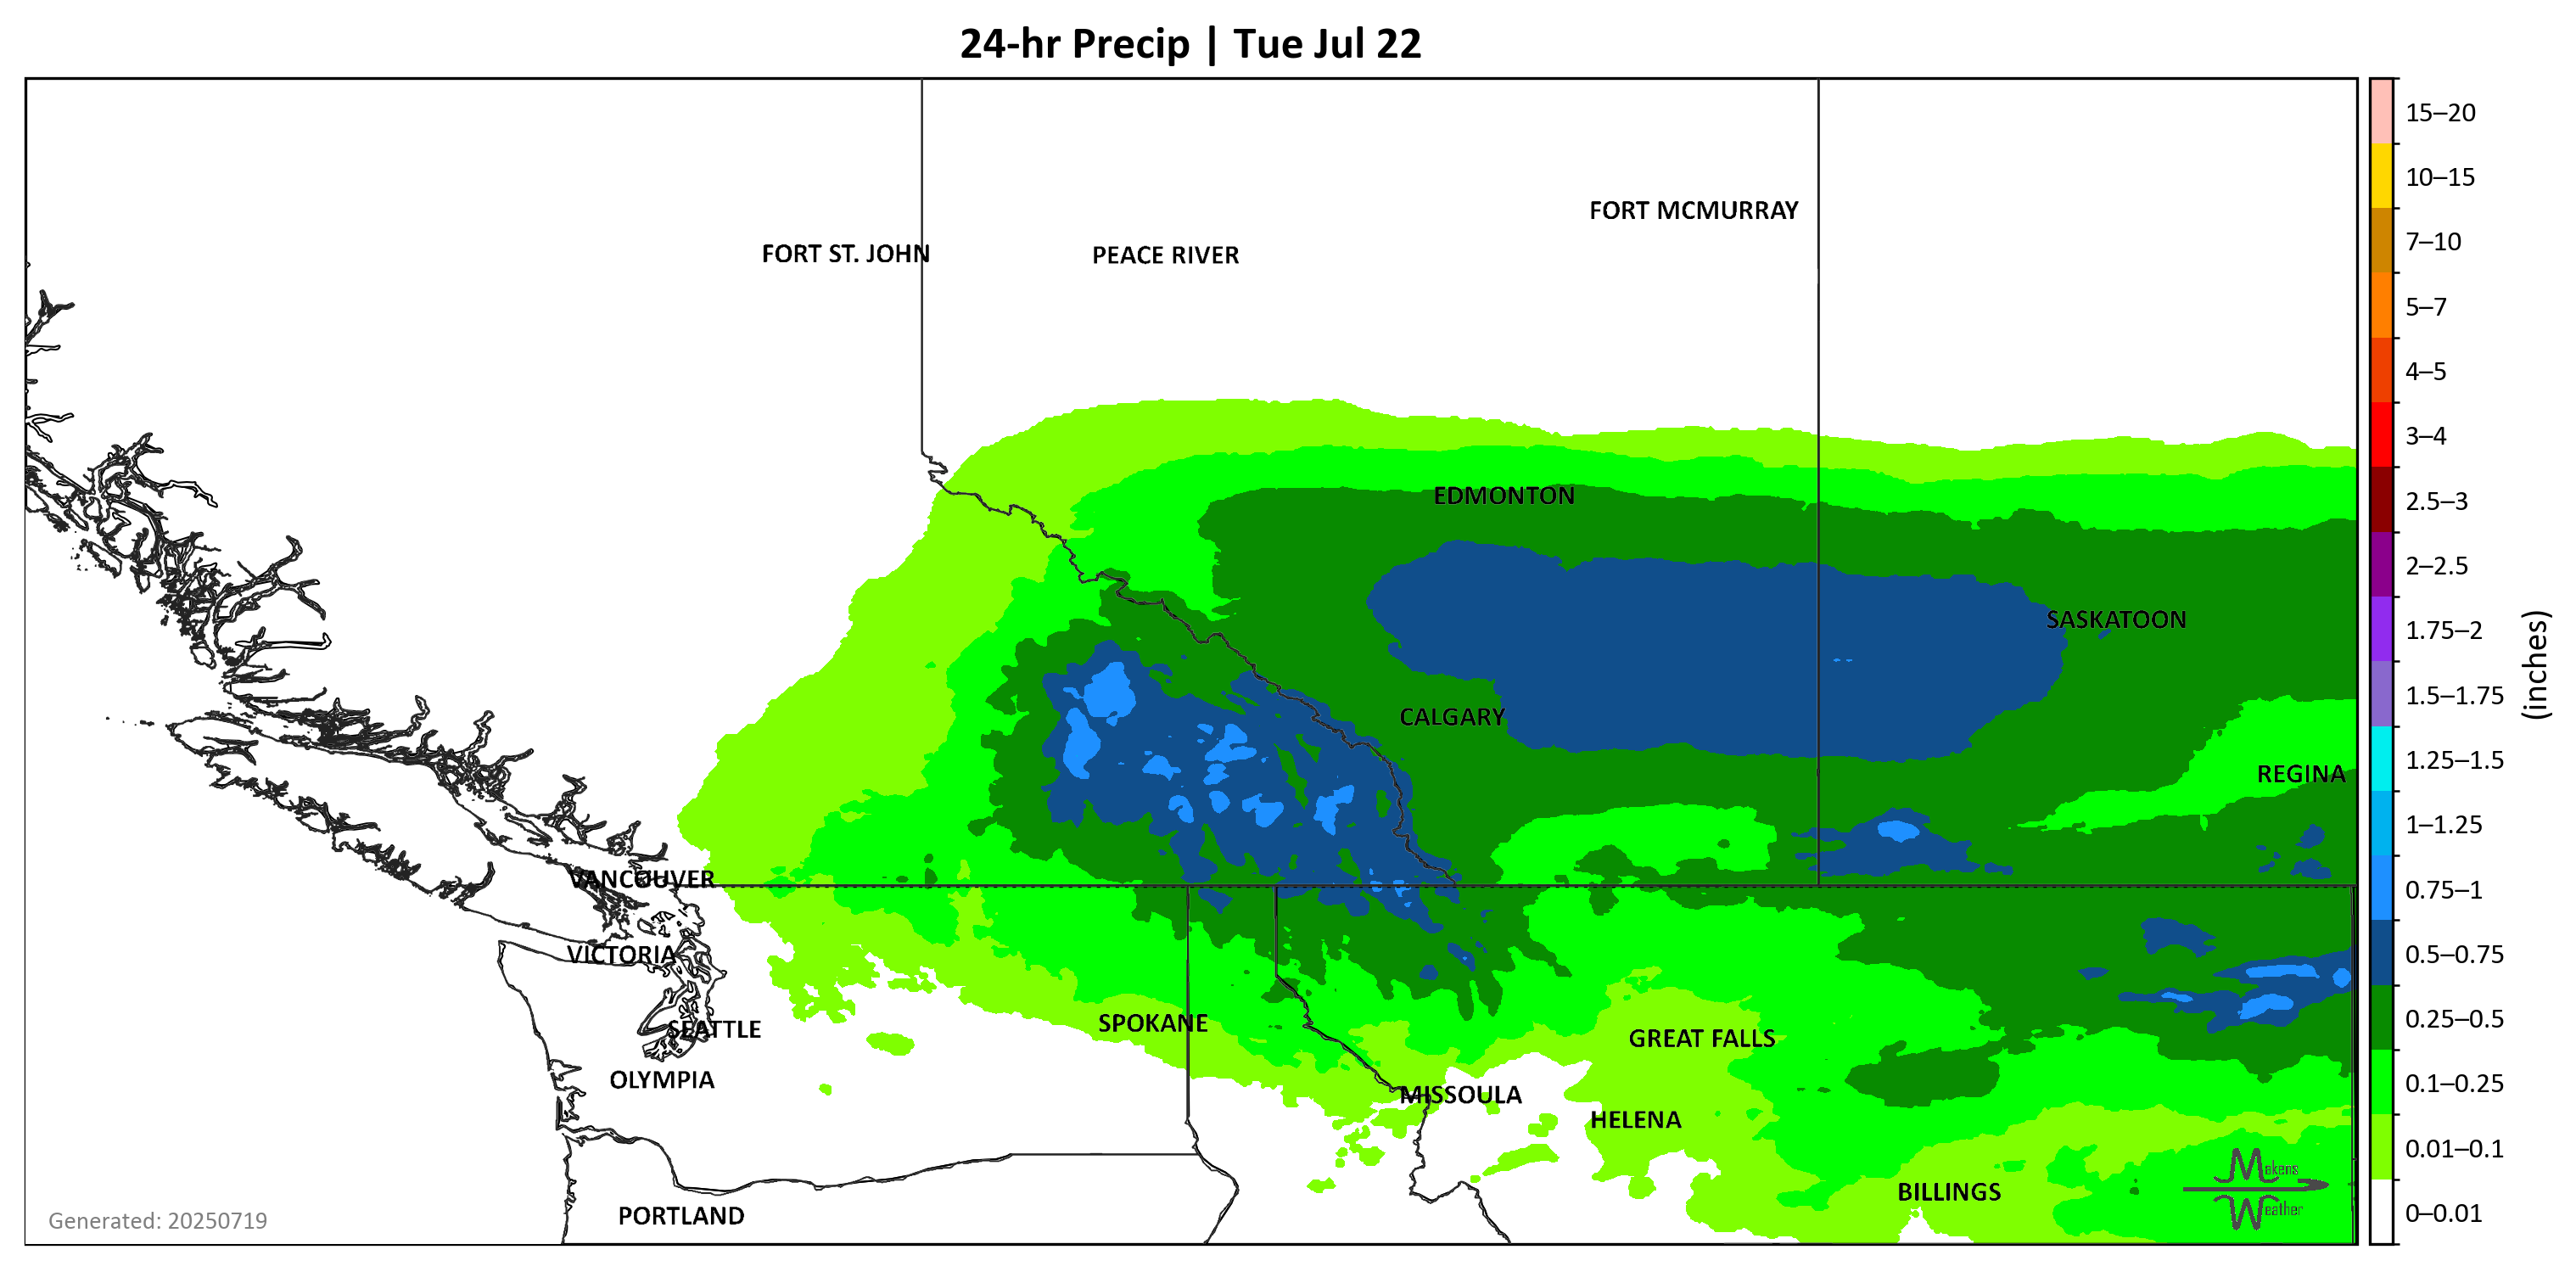 24-hr Precip | Tue Jul 22
FORT MCMURRAY
FORT ST. JOHN
PEACE RIVER
EDMONTON
SASKATOON
CALGARY
REGINA
VANCOUVER
VICTORIA
SPOKANE
SEATTLE
GREAT FALLS
OLYMPIA
MISSOULA
HELENA
BILLINGS
PORTLAND
Mekens
Weather
Generated: 20250719
15–20
10–15
7–10
5–7
4–5
3–4
2.5–3
2–2.5
1.75–2
1.5–1.75
1.25–1.5
1–1.25
0.75–1
0.5–0.75
0.25–0.5
0.1–0.25
0.01–0.1
0–0.01
(inches)